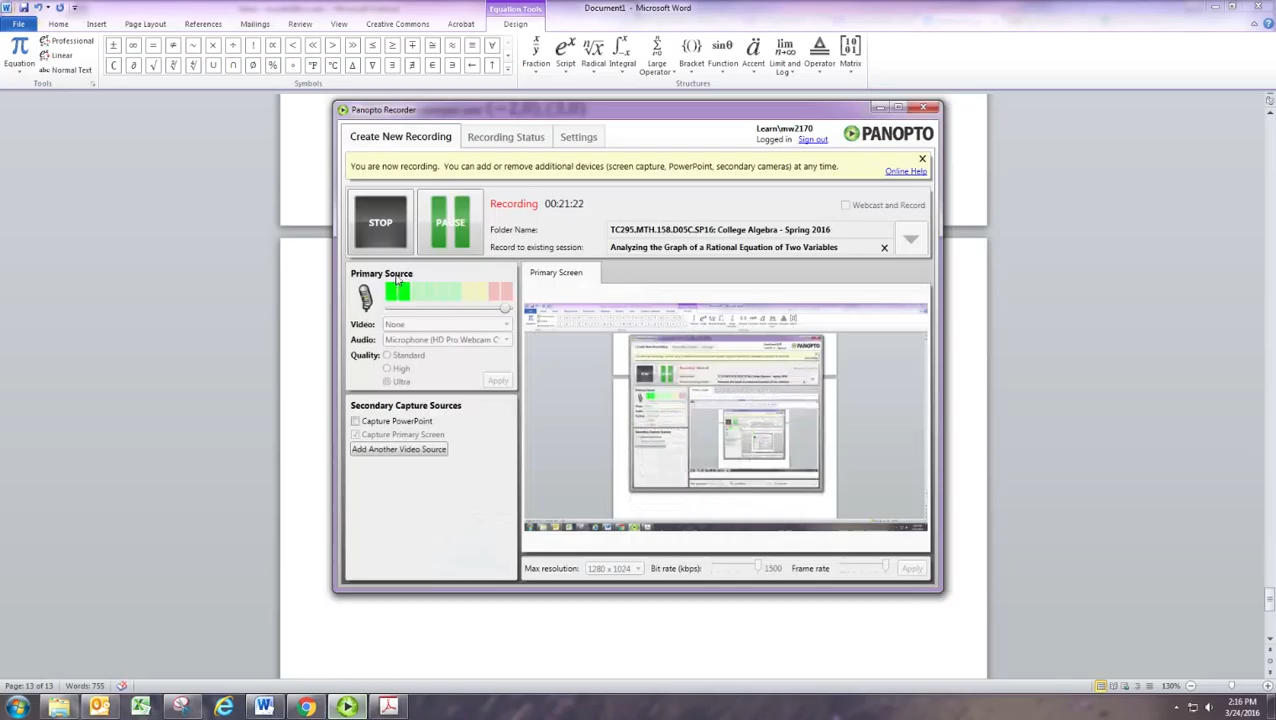 Equation Tools
Document1 - Microsoft Word
File Home Insert Page Layout References Mailings Review View Creative Commons Acrobat Design
Professional
Linear
Normal Text
Equation
Fraction Script Radical Integral Large Operator Bracket Function Accent Limit and Log Operator Matrix
Tools Symbols Structures
Panopto Recorder
Create New Recording Recording Status Settings
Learn\mw2170
Logged in Sign out
PANOPTO
You are now recording. You can add or remove additional devices (screen capture, PowerPoint, secondary cameras) at any time.
Online Help
STOP PAUSE
Recording 00:21:22
Webcast and Record
Folder Name: TC295.MTH.158.D05C.SP16: College Algebra - Spring 2016
Record to existing session: Analyzing the Graph of a Rational Equation of Two Variables
Primary Source
Primary Screen
Video: None
Audio: Microphone (HD Pro Webcam C
Quality: Standard
High
Ultra
Apply
Secondary Capture Sources
Capture PowerPoint
Capture Primary Screen
Add Another Video Source
Max resolution: 1280 x 1024 Bit rate (kbps): 1500 Frame rate Apply
Page: 13 of 13 Words: 755
130%
2:16 PM
3/24/2016